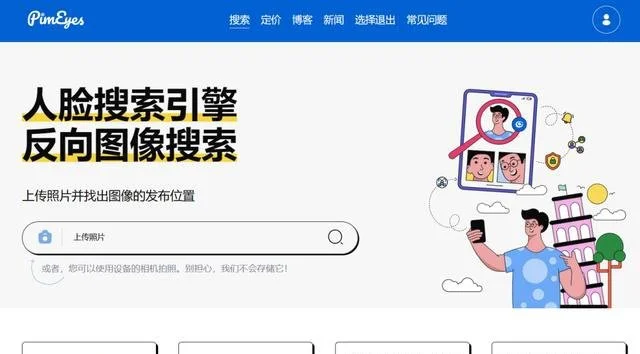 PimEyes
搜索 定价 博客 新闻 选择退出 常见问题
人脸搜索引擎
反向图像搜索
上传照片并找出图像的发布位置
上传照片
或者，您可以使用设备的相机拍照。别担心，我们不会存储它！